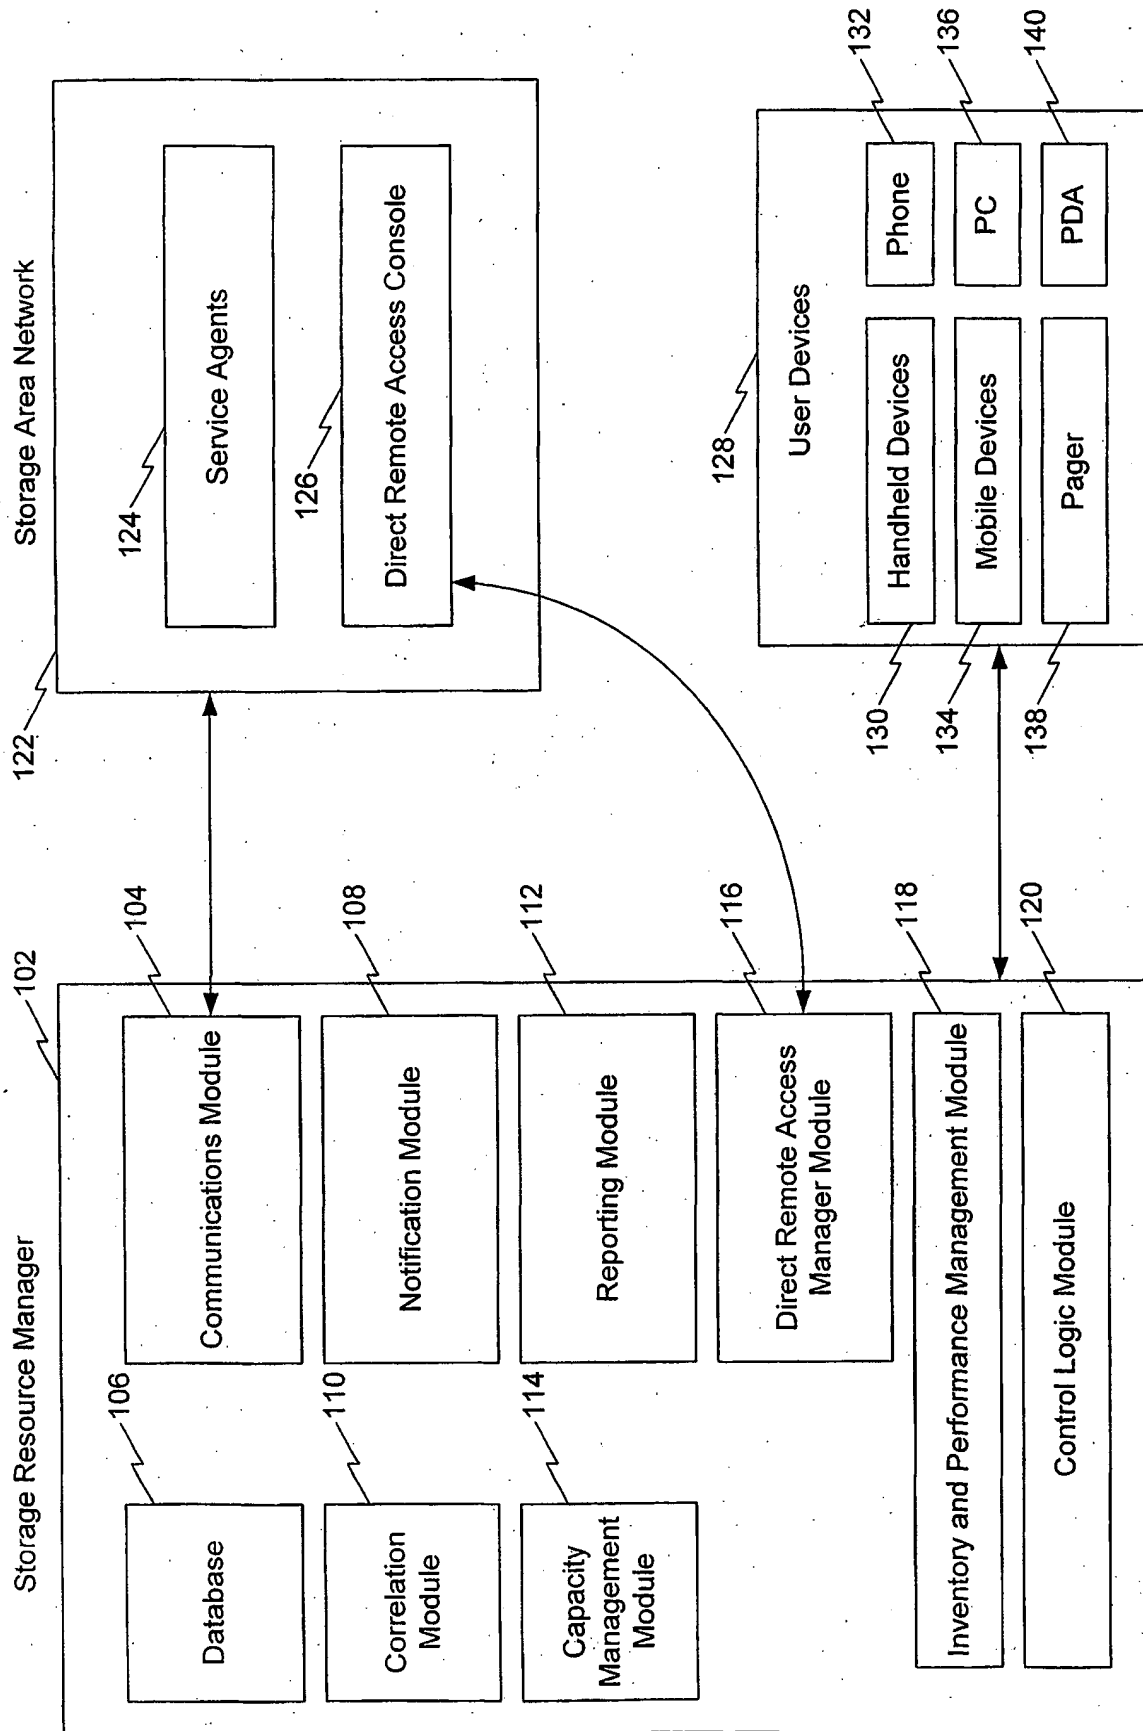 Storage Resource Manager
102
106
Database
104
Communications Module
110
Correlation
Module
108
Notification Module
114
Capacity
Management
Module
112
Reporting Module
116
Direct Remote Access
Manager Module
118
Inventory and Performance Management Module
120
Control Logic Module
Storage Area Network
122
124
Service Agents
126
Direct Remote Access Console
128
User Devices
130
Handheld Devices
132
Phone
134
Mobile Devices
136
PC
138
Pager
140
PDA